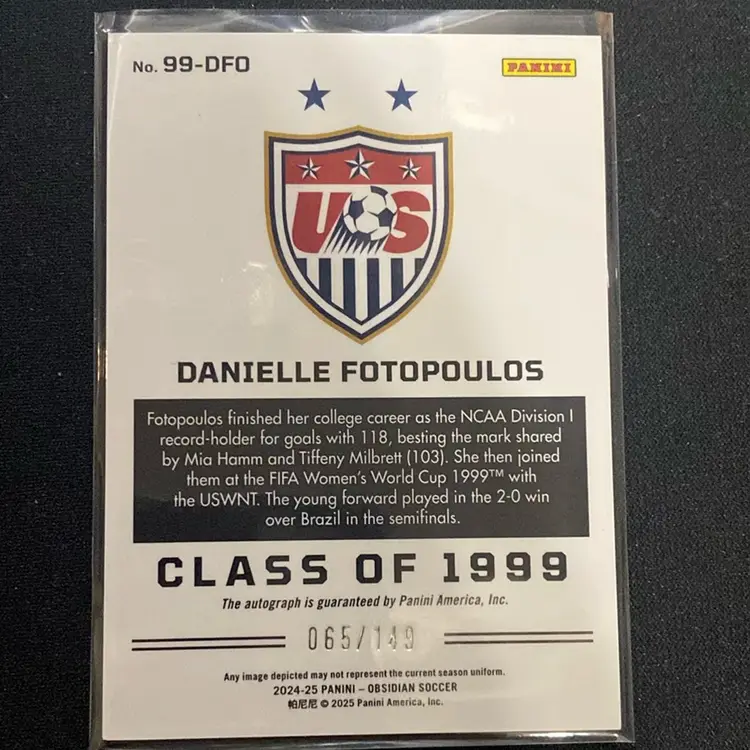 No. 99-DFO
PANINI
US
DANIELLE FOTOPOULOS
Fotopoulos finished her college career as the NCAA Division I
record-holder for goals with 118, besting the mark shared
by Mia Hamm and Tiffeny Milbrett (103). She then joined
them at the FIFA Women's World Cup 1999™ with
the USWNT. The young forward played in the 2-0 win
over Brazil in the semifinals.
CLASS OF 1999
The autograph is guaranteed by Panini America, Inc.
065/149
Any image depicted may not represent the current season uniform.
2024-25 PANINI – OBSIDIAN SOCCER
帕尼尼 © 2025 Panini America, Inc.